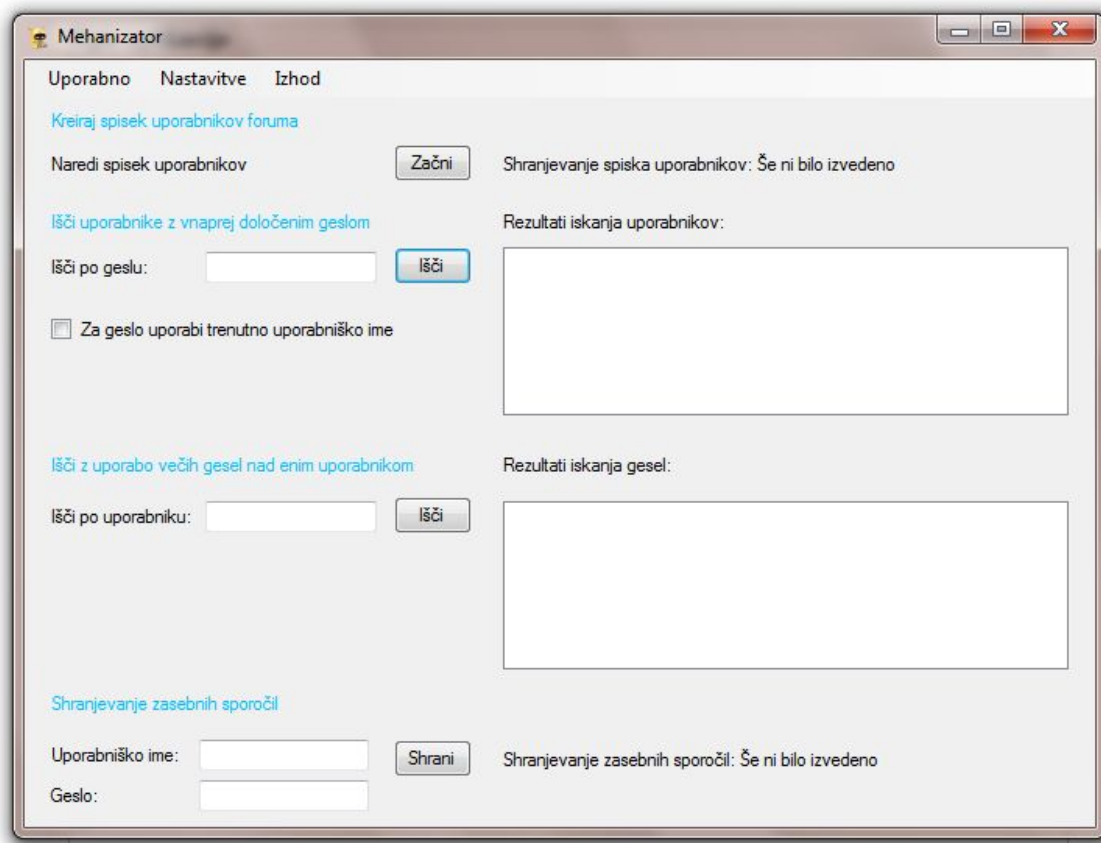 Mehanizator
Uporabno Nastavitve Izhod
Kreiraj spisek uporabnikov foruma
Naredi spisek uporabnikov Začni Shranjevanje spiska uporabnikov: Še ni bilo izvedeno
Išči uporabnike z vnaprej določenim geslom Rezultati iskanja uporabnikov:
Išči po geslu: Išči
Za geslo uporabi trenutno uporabniško ime
Išči z uporabo večih gesel nad enim uporabnikom Rezultati iskanja gesel:
Išči po uporabniku: Išči
Shranjevanje zasebnih sporočil
Uporabniško ime: Shrani Shranjevanje zasebnih sporočil: Še ni bilo izvedeno
Geslo: